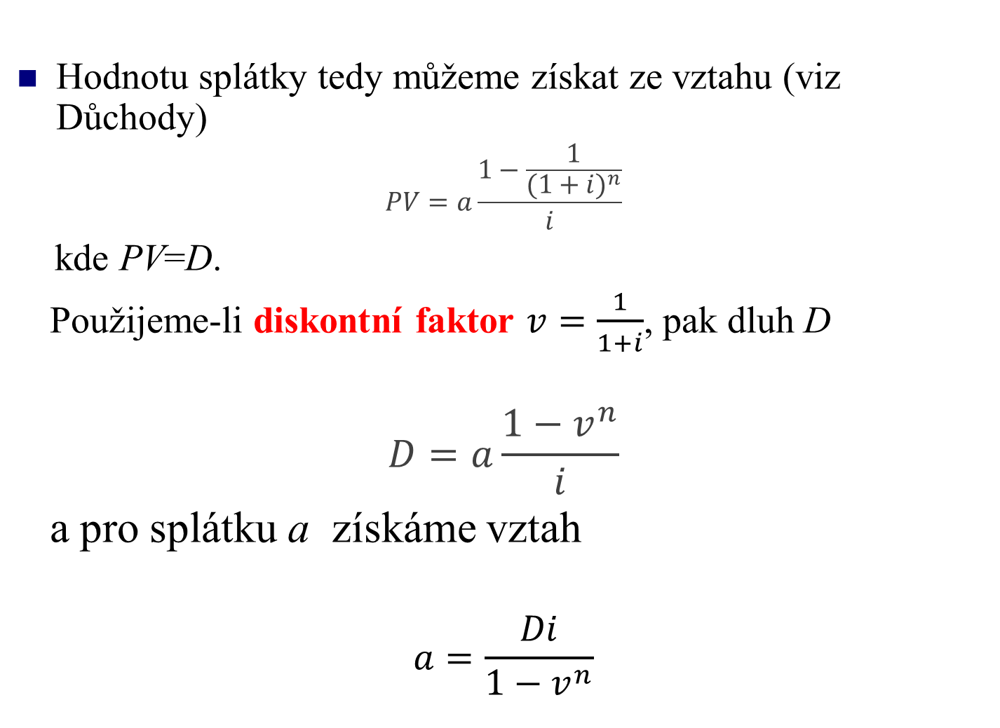 Hodnotu splátky tedy můžeme získat ze vztahu (viz
Důchody)
PV = a \frac{1 - \frac{1}{(1 + i)^n}}{i}
kde PV=D.
Použijeme-li diskontní faktor v = \frac{1}{1+i}, pak dluh D
D = a \frac{1 - v^n}{i}
a pro splátku a získáme vztah
a = \frac{Di}{1 - v^n}